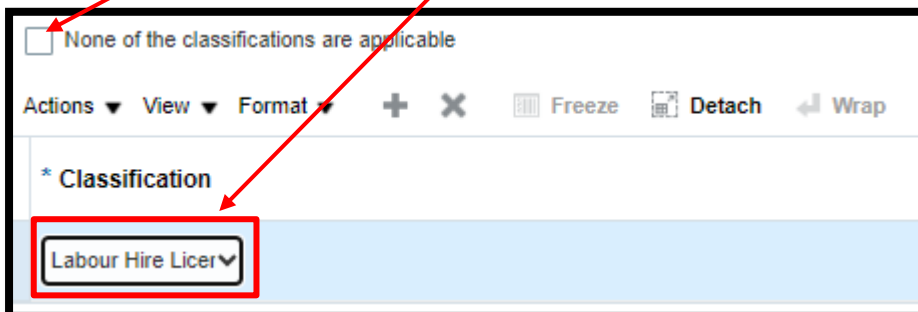 None of the classifications are applicable
Actions View Format Freeze Detach Wrap
* Classification
Labour Hire Licer